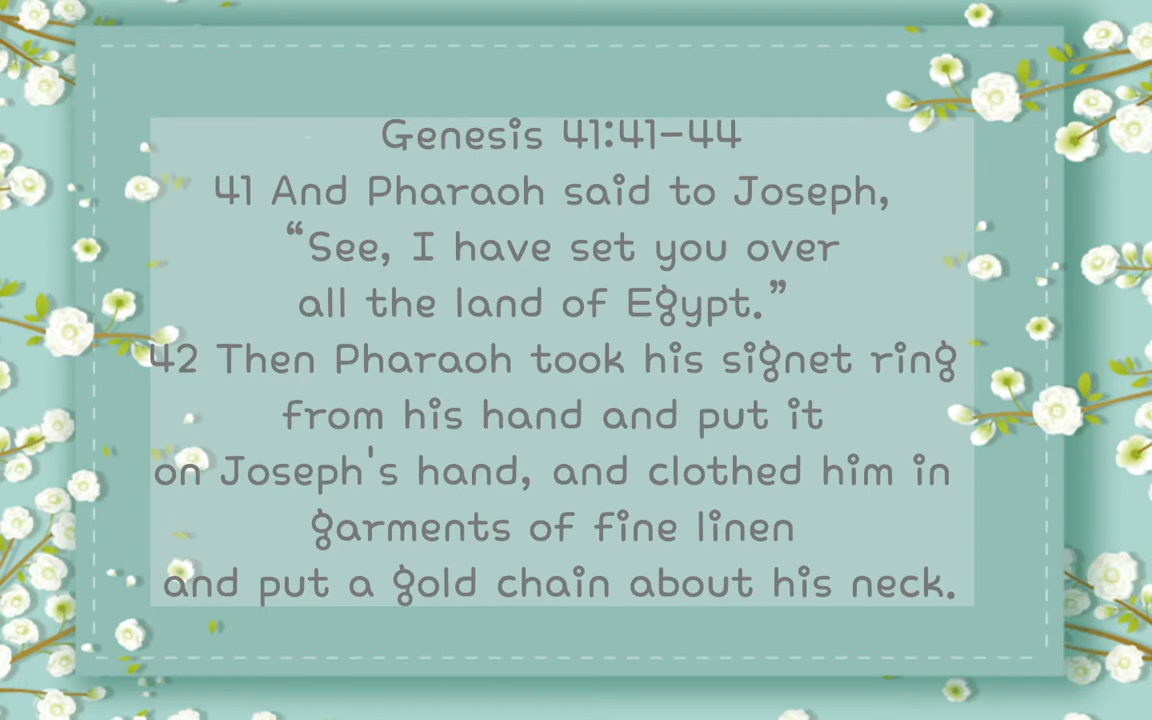 Genesis 41:41–44
41 And Pharaoh said to Joseph,
“See, I have set you over
all the land of Egypt.”
42 Then Pharaoh took his signet ring
from his hand and put it
on Joseph's hand, and clothed him in
garments of fine linen
and put a gold chain about his neck.